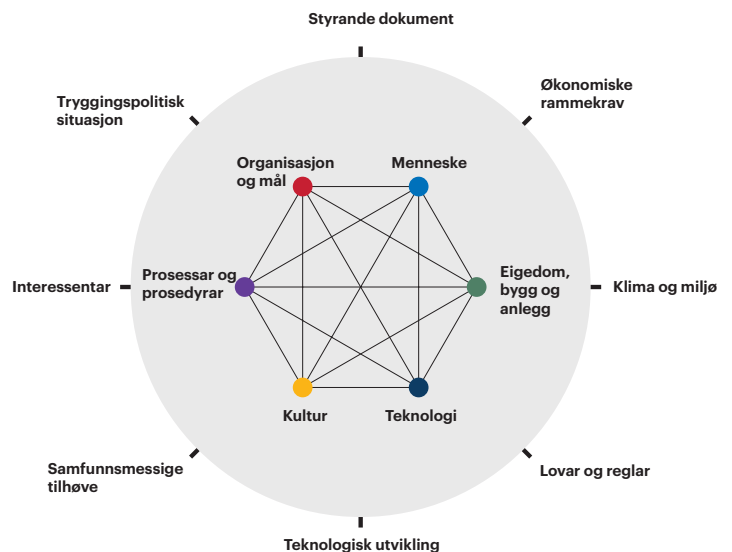 Styrande dokument
Økonomiske
rammekrav
Tryggingspolitisk
situasjon
Organisasjon
og mål
Menneske
Interessentar
Prosessar og
prosedyrar
Eigedom,
bygg og
anlegg
Klima og miljø
Kultur
Teknologi
Samfunnsmessige
tilhøve
Lovar og reglar
Teknologisk utvikling